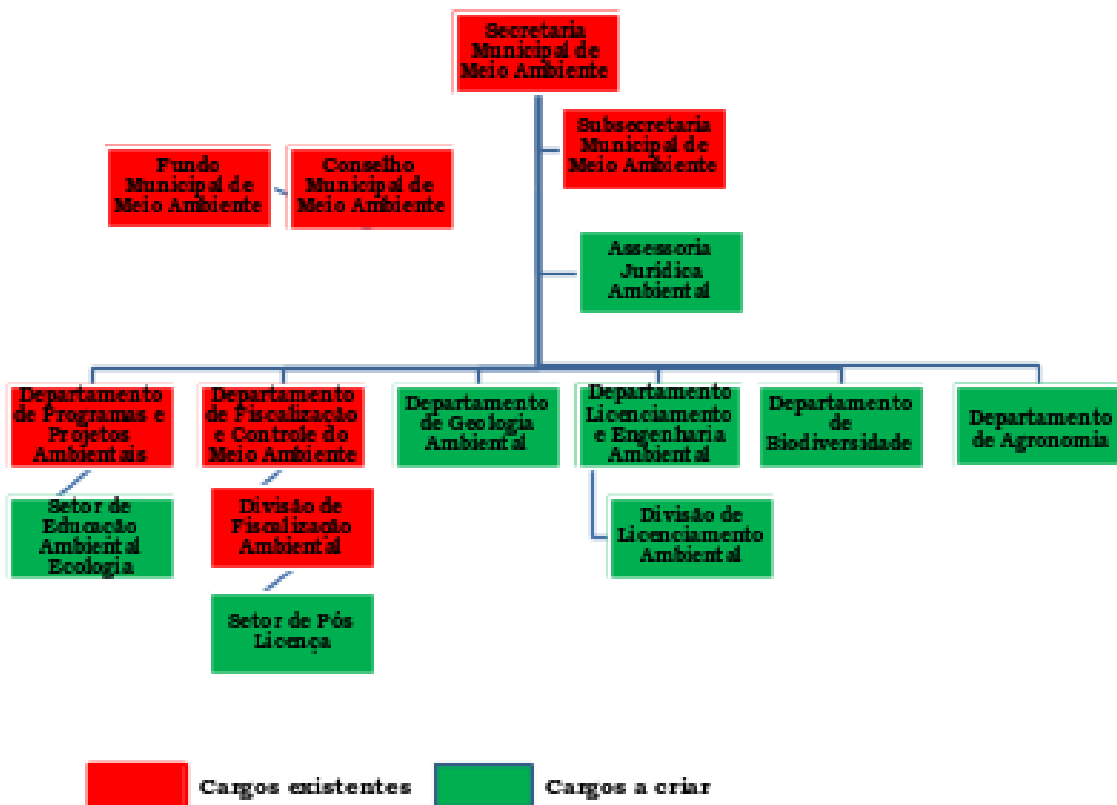 Secretaria
Municipal de
Meio Ambiente
Subsecretaria
Municipal de
Meio Ambiente
Fundo
Municipal de
Meio Ambiente
Conselho
Municipal de
Meio Ambiente
Assessoria
Jurídica
Ambiental
Departamento
de Programas e
Projetos
Ambientais
Departamento
de Fiscalização
e Controle do
Meio Ambiente
Departamento
de Geologia
Ambiental
Departamento
Licenciamento
e Engenharia
Ambiental
Departamento
de
Biodiversidade
Departamento
de Agronomia
Setor de
Educação
Ambiental
Ecologia
Divisão de
Fiscalização
Ambiental
Divisão de
Licenciamento
Ambiental
Setor de Pós
Licença
Cargos existentes
Cargos a criar